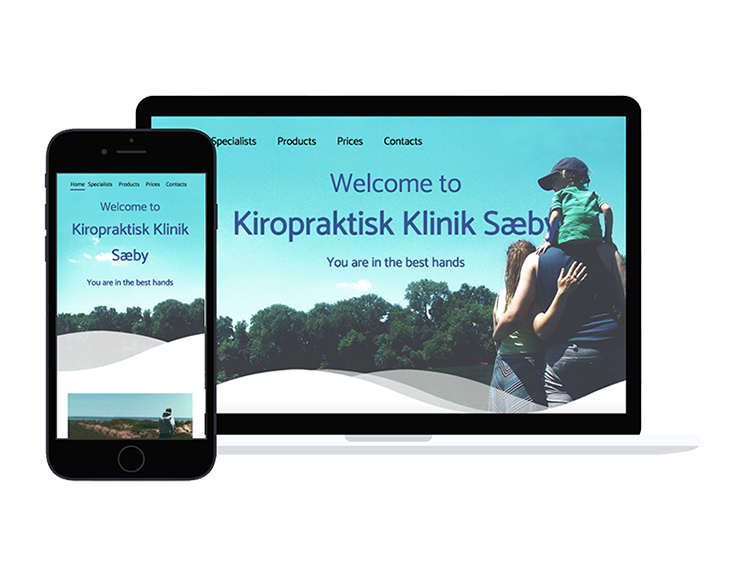 Home Specialists Products Prices Contacts
Welcome to
Kiropraktisk Klinik
Sæby
You are in the best hands
Specialists Products Prices Contacts
Welcome to
Kiropraktisk Klinik Sæby
You are in the best hands